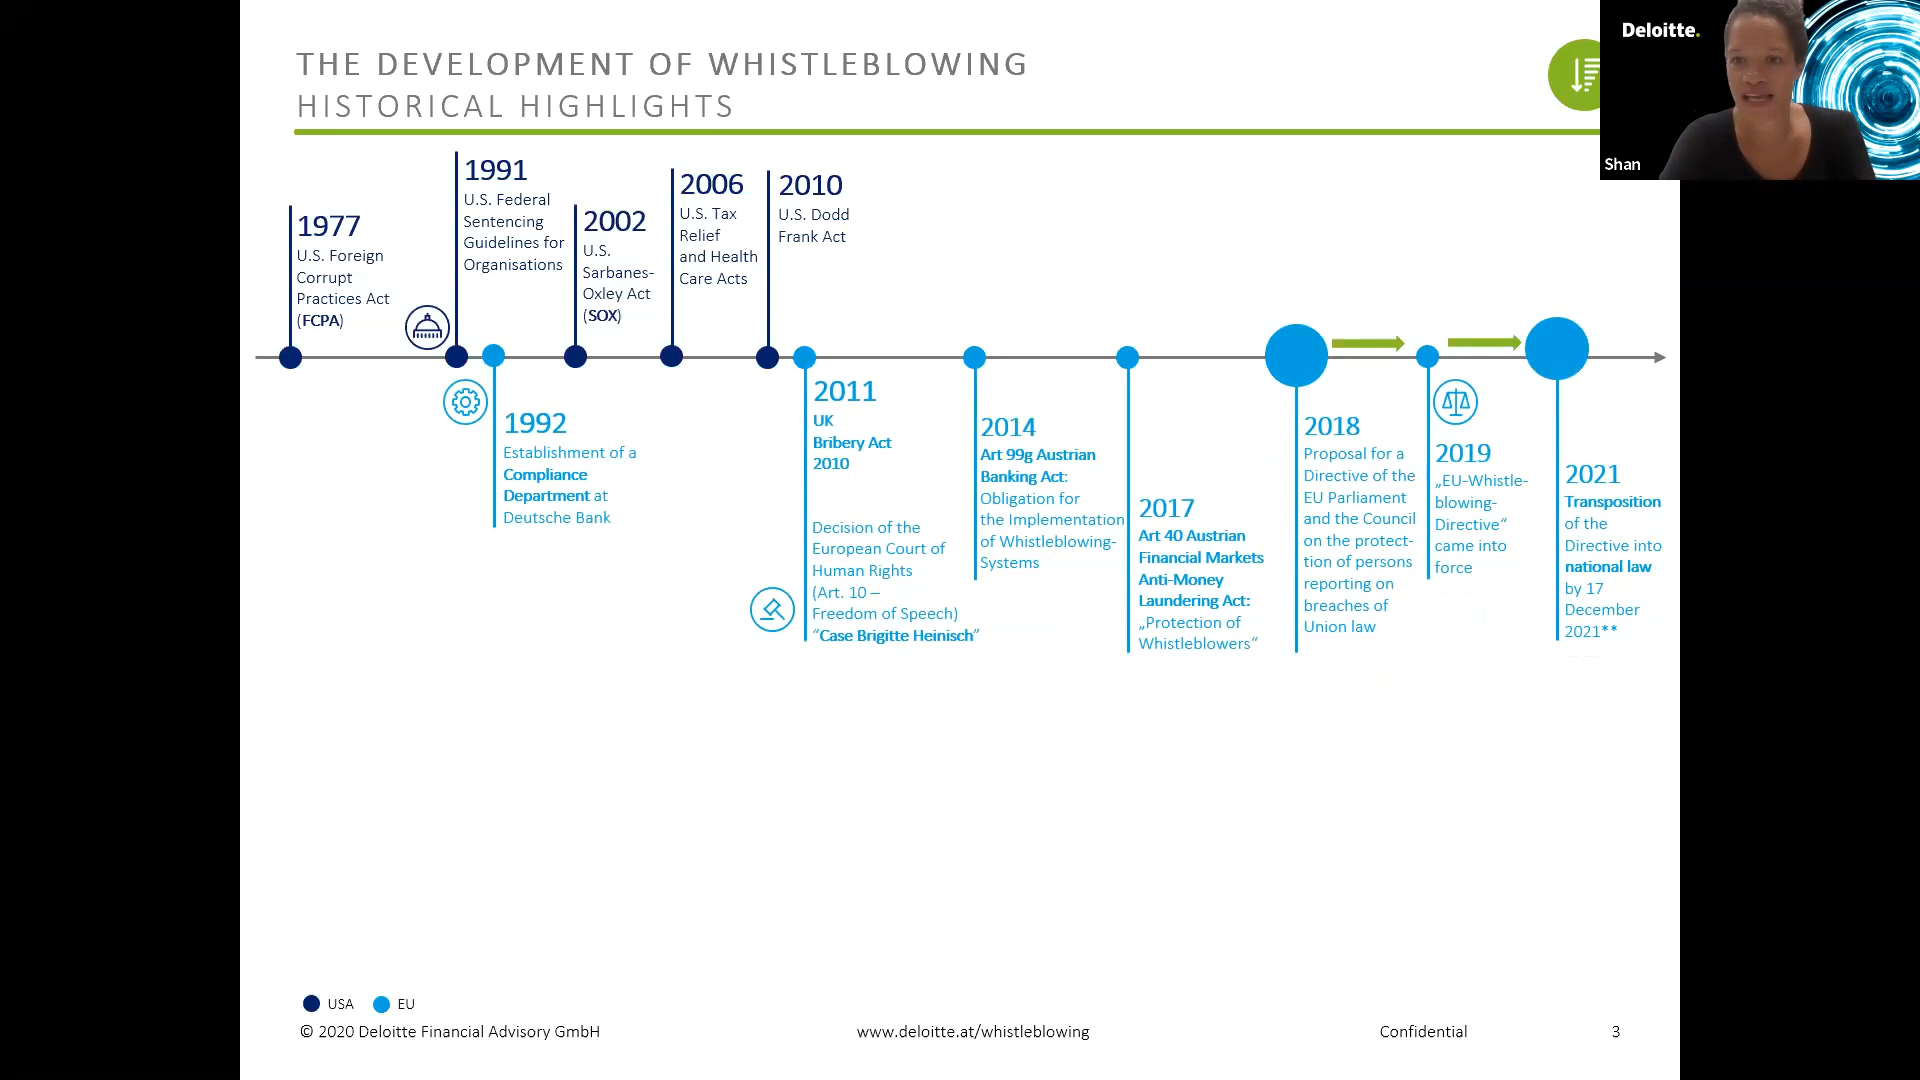 THE DEVELOPMENT OF WHISTLEBLOWING
HISTORICAL HIGHLIGHTS
Deloitte.
Shan
1977
U.S. Foreign
Corrupt
Practices Act
(FCPA)
1991
U.S. Federal
Sentencing
Guidelines for
Organisations
2002
U.S.
Sarbanes-
Oxley Act
(SOX)
2006
U.S. Tax
Relief
and Health
Care Acts
2010
U.S. Dodd
Frank Act
1992
Establishment of a
Compliance
Department at
Deutsche Bank
2011
UK
Bribery Act
2010
Decision of the
European Court of
Human Rights
(Art. 10 –
Freedom of Speech)
“Case Brigitte Heinisch”
2014
Art 99g Austrian
Banking Act:
Obligation for
the Implementation
of Whistleblowing-
Systems
2017
Art 40 Austrian
Financial Markets
Anti-Money
Laundering Act:
„Protection of
Whistleblowers“
2018
Proposal for a
Directive of the
EU Parliament
and the Council
on the protect-
tion of persons
reporting on
breaches of
Union law
2019
„EU-Whistle-
blowing-
Directive“
came into
force
2021
Transposition
of the
Directive into
national law
by 17
December
2021**
USA EU
© 2020 Deloitte Financial Advisory GmbH
www.deloitte.at/whistleblowing
Confidential
3